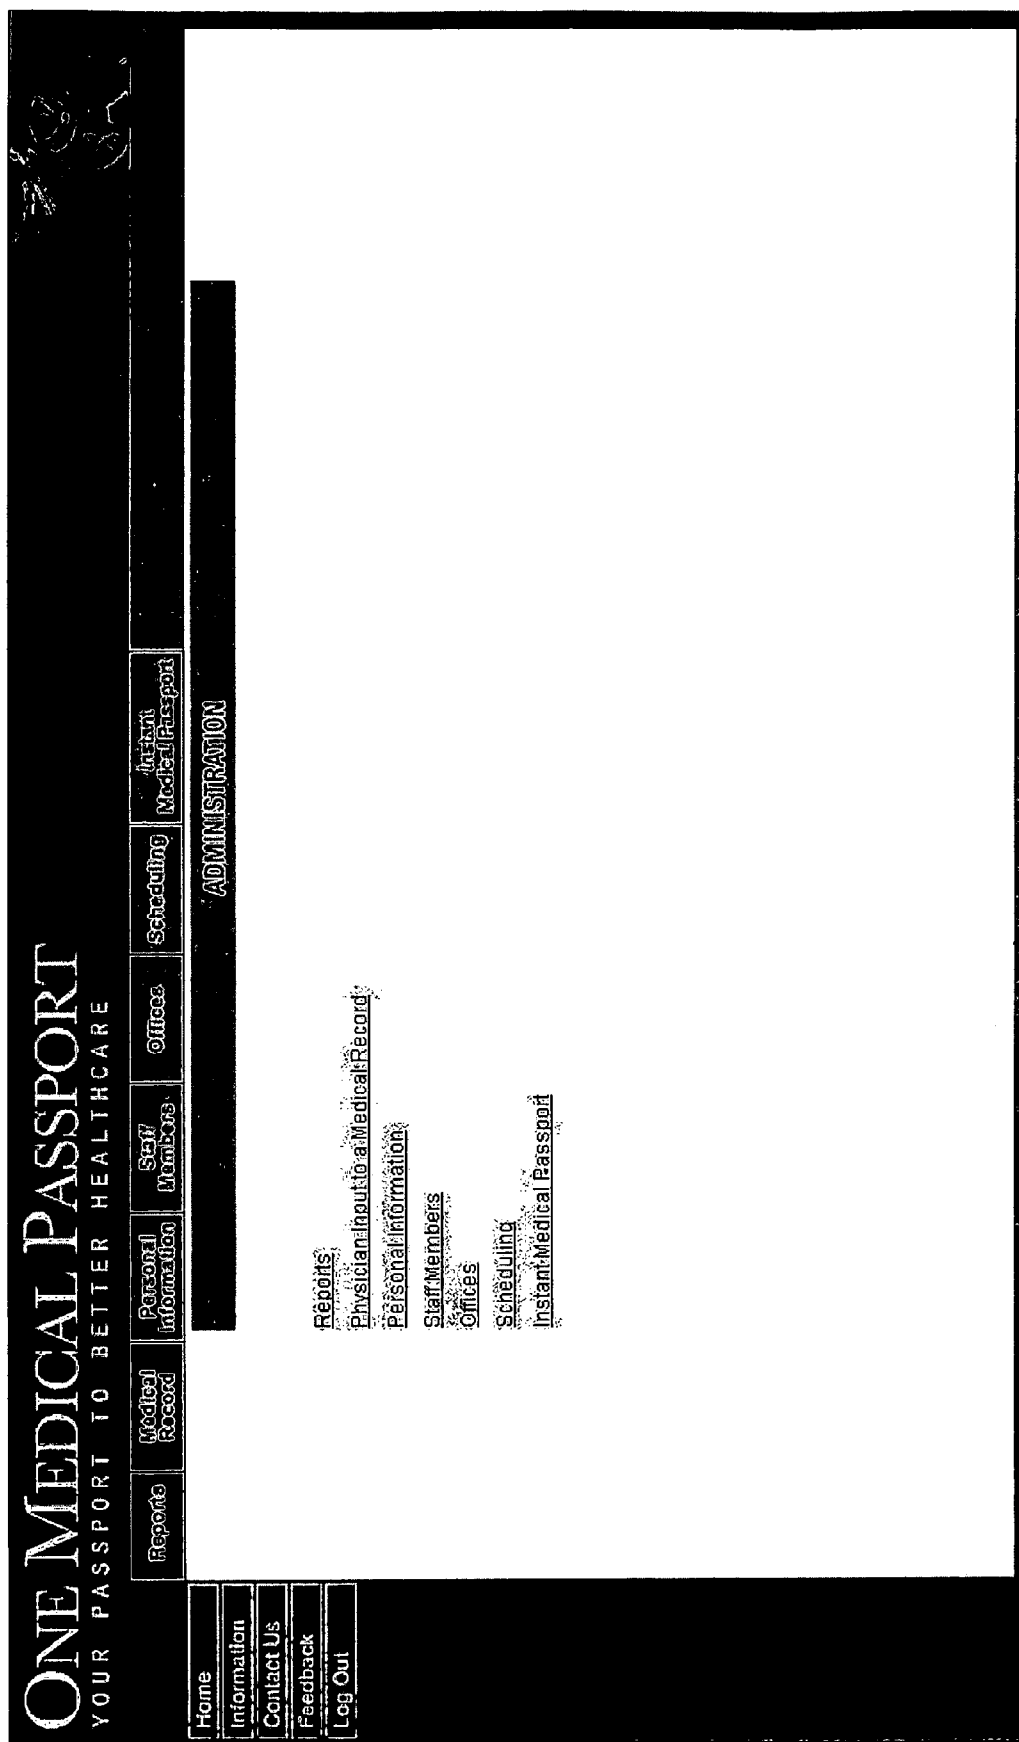 ONE MEDICAL PASSPORT
YOUR PASSPORT TO BETTER HEALTHCARE
Reports
Medical
Record
Personal
Information
Staff
Members
Offices
Scheduling
Instant
Medical Passport
Home
Information
Contact Us
Feedback
Log Out
ADMINISTRATION
Reports
Physician Input to a Medical Record
Personal Information
Staff Members
Offices
Scheduling
Instant Medical Passport